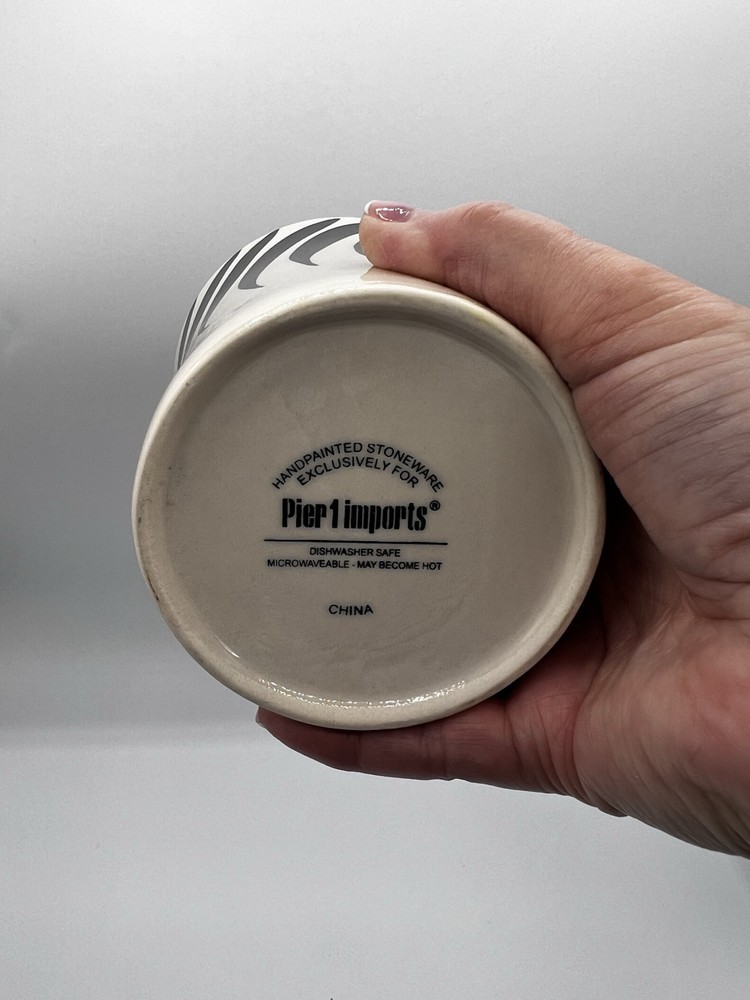 HANDPAINTED STONEWARE
EXCLUSIVELY FOR
Pier 1 imports®
DISHWASHER SAFE
MICROWAVEABLE - MAY BECOME HOT
CHINA